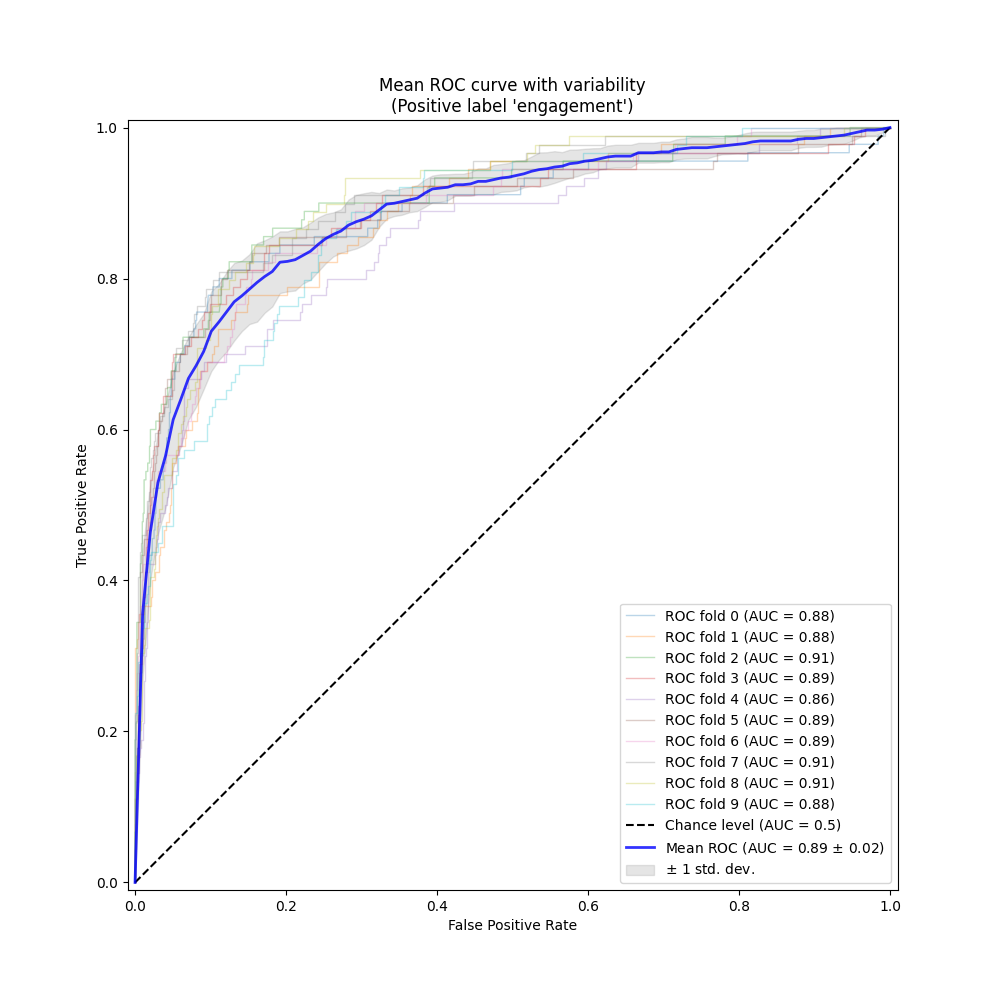 Mean ROC curve with variability
(Positive label 'engagement')
True Positive Rate
1.0
0.8
0.6
0.4
0.2
0.0
ROC fold 0 (AUC = 0.88)
ROC fold 1 (AUC = 0.88)
ROC fold 2 (AUC = 0.91)
ROC fold 3 (AUC = 0.89)
ROC fold 4 (AUC = 0.86)
ROC fold 5 (AUC = 0.89)
ROC fold 6 (AUC = 0.89)
ROC fold 7 (AUC = 0.91)
ROC fold 8 (AUC = 0.91)
ROC fold 9 (AUC = 0.88)
Chance level (AUC = 0.5)
Mean ROC (AUC = 0.89 ± 0.02)
± 1 std. dev.
0.0 0.2 0.4 0.6 0.8 1.0
False Positive Rate